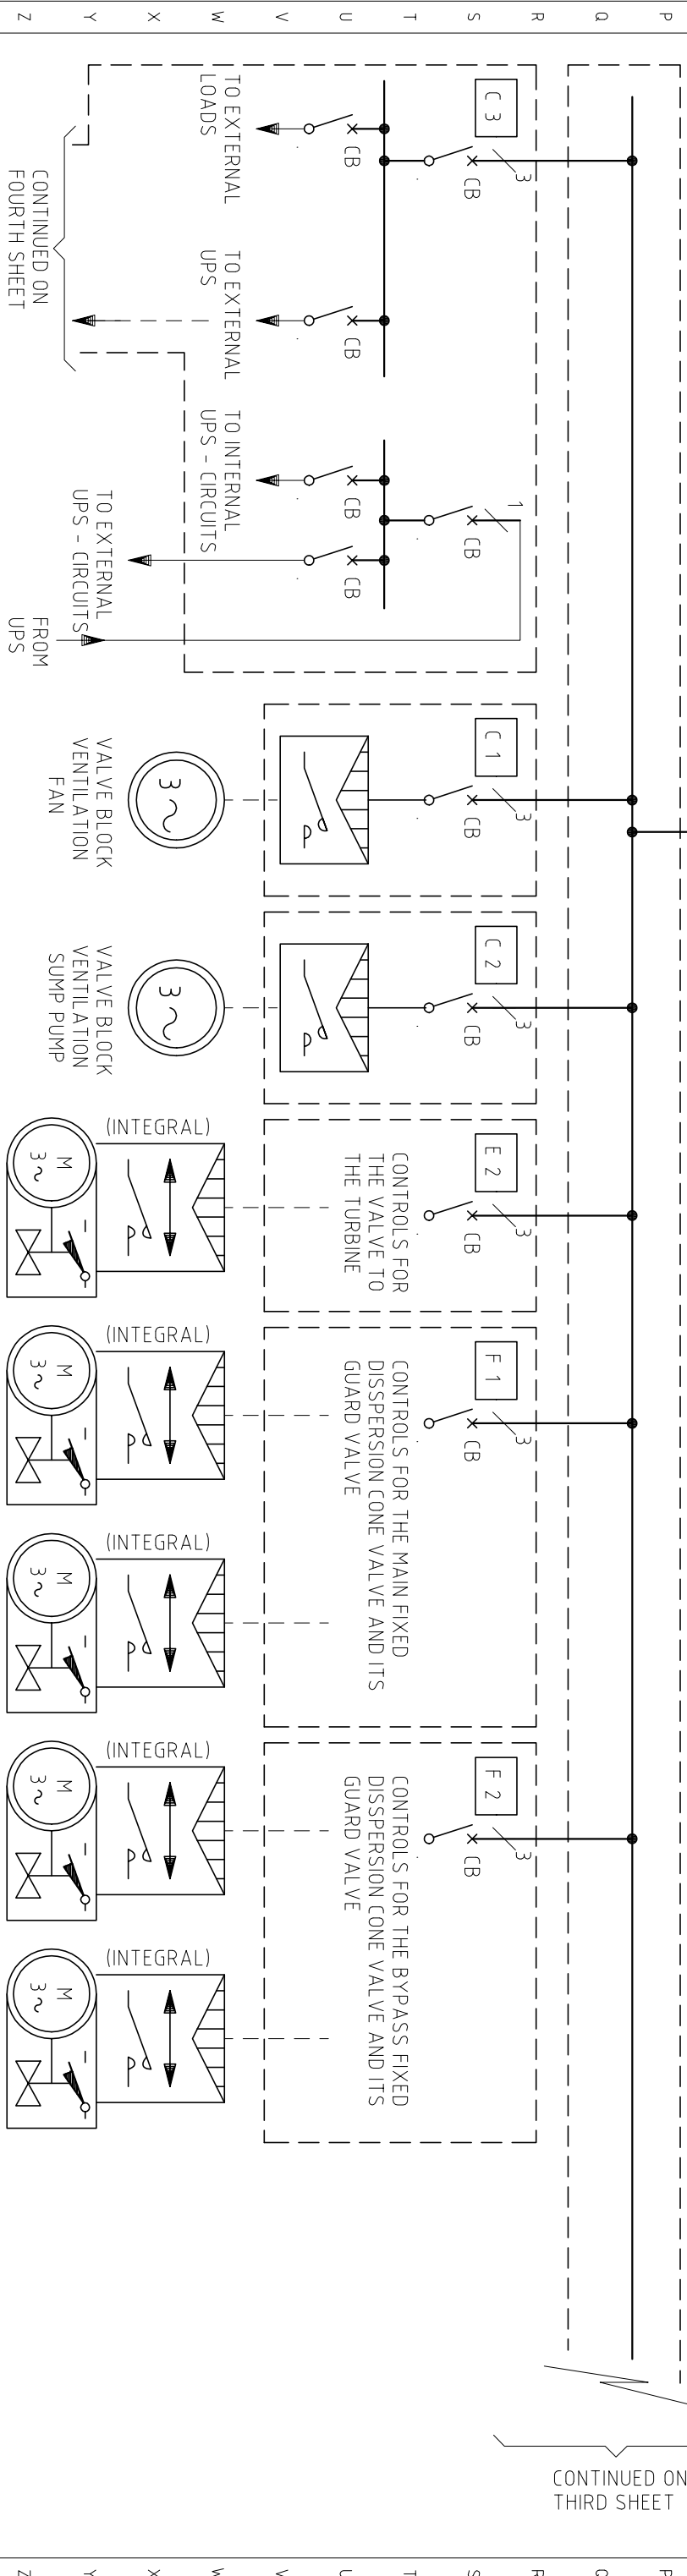 Z Y X W V U T S R Q P
C 3
3
CB
CB
TO EXTERNAL
LOADS
CB
TO EXTERNAL
UPS
CONTINUED ON
FOURTH SHEET
1
CB
CB
TO INTERNAL
UPS - CIRCUITS
CB
TO EXTERNAL
UPS - CIRCUITS
FROM
UPS
C 1
3
CB
3
VALVE BLOCK
VENTILATION
FAN
C 2
3
CB
3
VALVE BLOCK
VENTILATION
SUMP PUMP
E 2
3
CB
CONTROLS FOR
THE VALVE TO
THE TURBINE
(INTEGRAL)
M
3
F 1
3
CB
CONTROLS FOR THE MAIN FIXED
DISSPERSION CONE VALVE AND ITS
GUARD VALVE
(INTEGRAL)
M
3
(INTEGRAL)
M
3
F 2
3
CB
CONTROLS FOR THE BYPASS FIXED
DISSPERSION CONE VALVE AND ITS
GUARD VALVE
(INTEGRAL)
M
3
(INTEGRAL)
M
3
CONTINUED ON
THIRD SHEET
Z Y X W V U T S R Q P